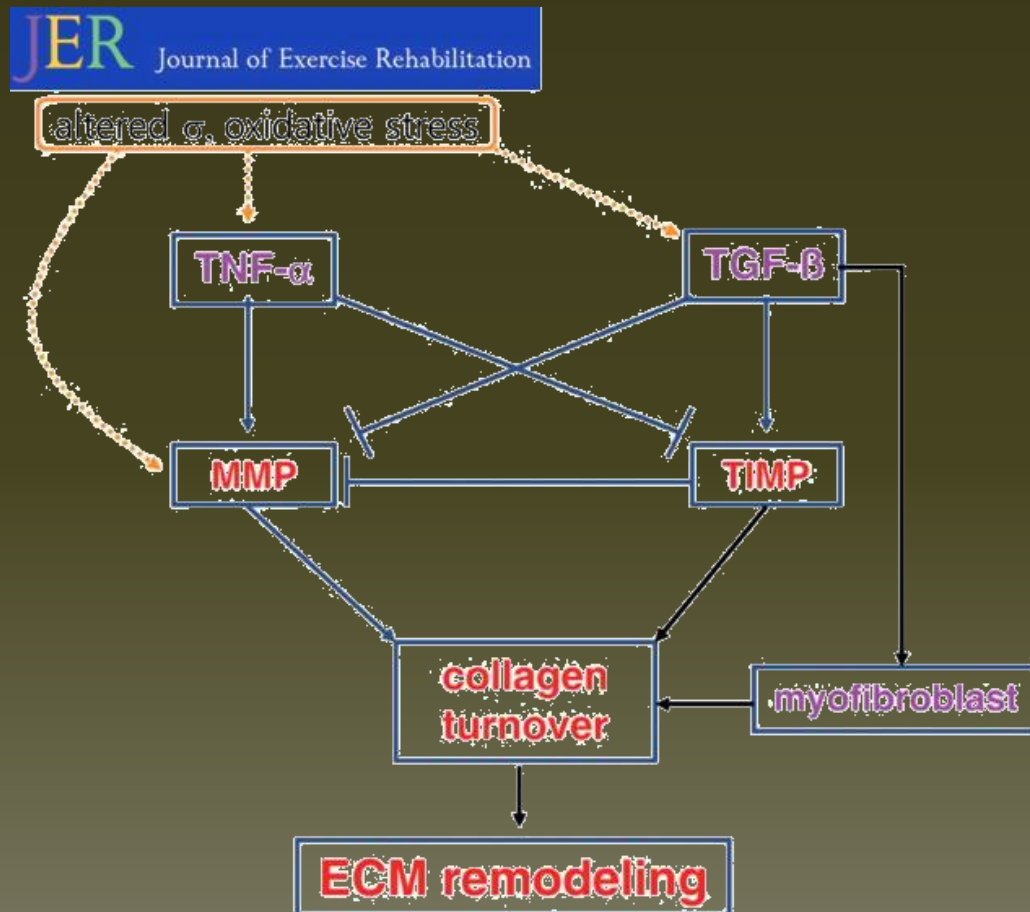 JER Journal of Exercise Rehabilitation
altered σ, oxidative stress
TNF-α
TGF-β
MMP
TIMP
collagen
turnover
myofibroblast
ECM remodeling